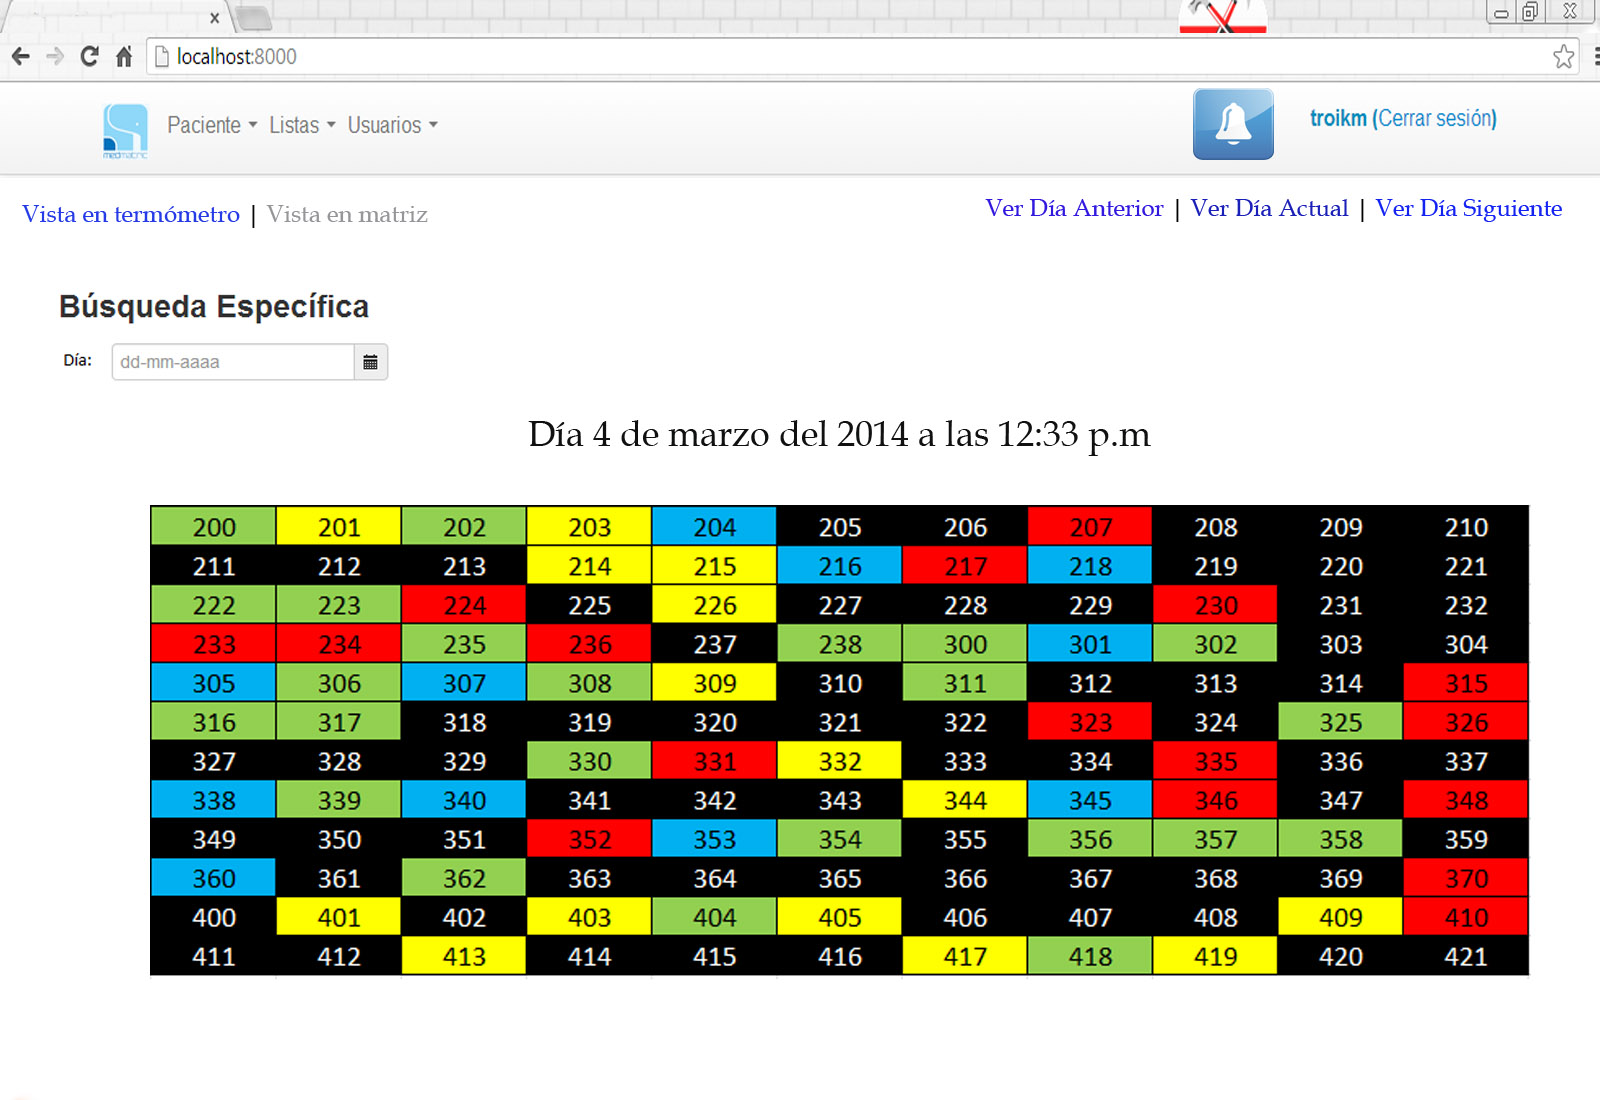 localhost:8000
medmatric
Paciente Listas Usuarios
troikm (Cerrar sesión)
Vista en termómetro | Vista en matriz
Ver Día Anterior | Ver Día Actual | Ver Día Siguiente
Búsqueda Específica
Día: dd-mm-aaaa
Día 4 de marzo del 2014 a las 12:33 p.m
200 201 202 203 204 205 206 207 208 209 210
211 212 213 214 215 216 217 218 219 220 221
222 223 224 225 226 227 228 229 230 231 232
233 234 235 236 237 238 300 301 302 303 304
305 306 307 308 309 310 311 312 313 314 315
316 317 318 319 320 321 322 323 324 325 326
327 328 329 330 331 332 333 334 335 336 337
338 339 340 341 342 343 344 345 346 347 348
349 350 351 352 353 354 355 356 357 358 359
360 361 362 363 364 365 366 367 368 369 370
400 401 402 403 404 405 406 407 408 409 410
411 412 413 414 415 416 417 418 419 420 421